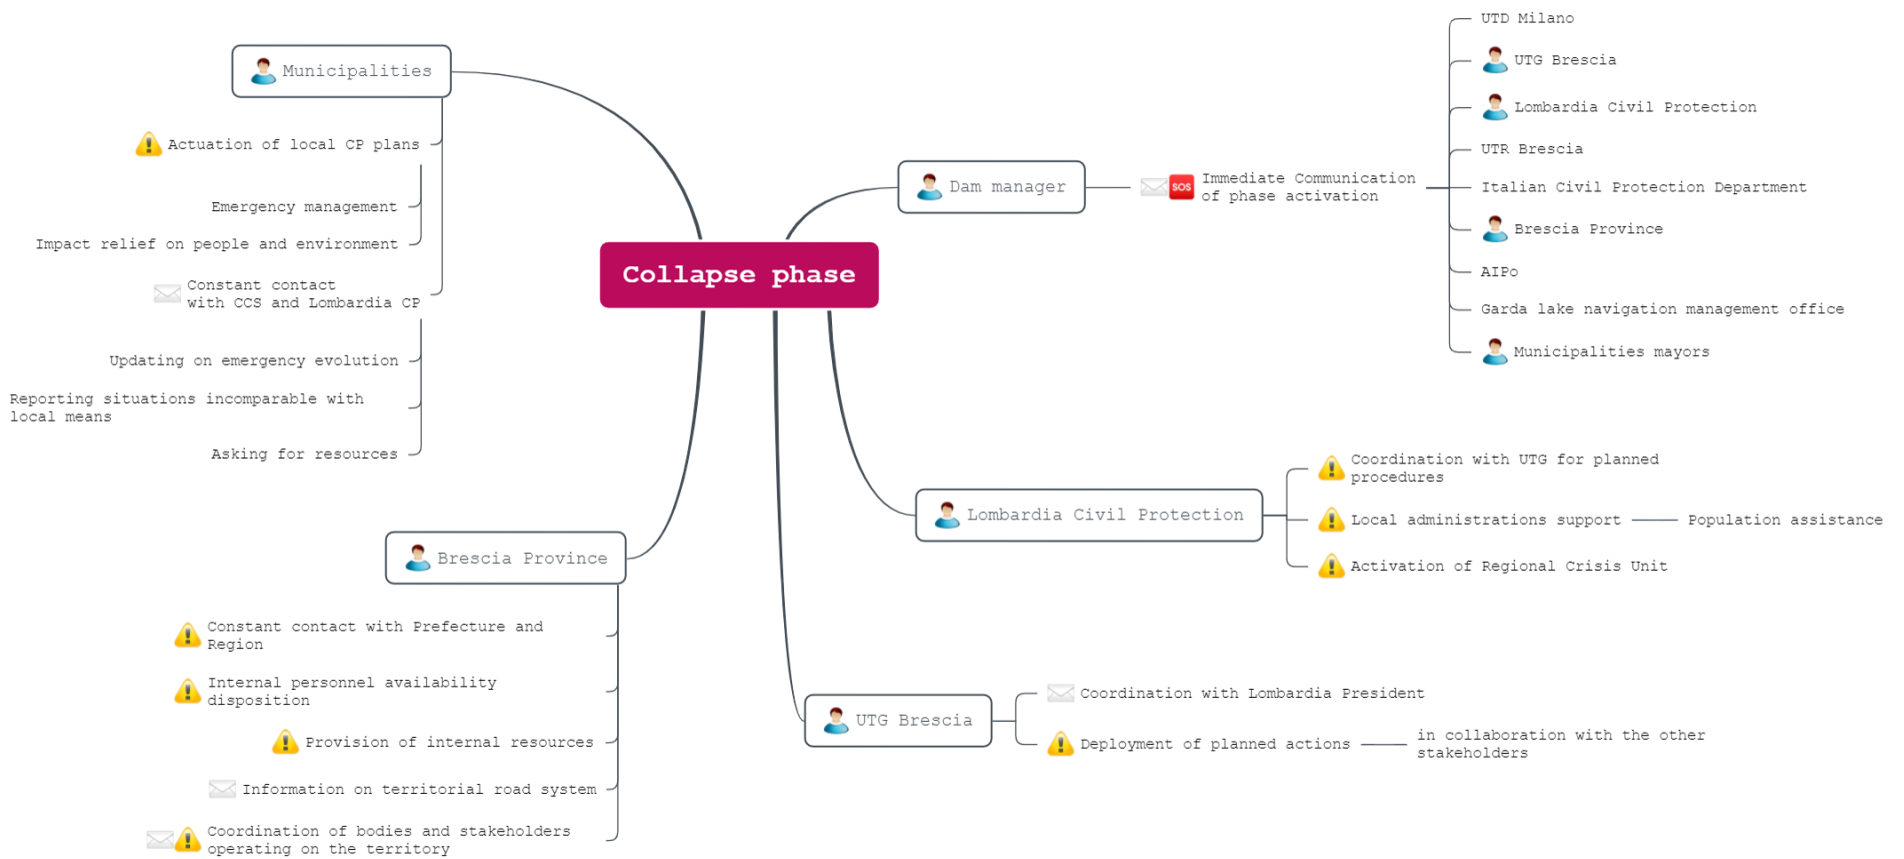 Collapse phase
Municipalities
Actuation of local CP plans
Emergency management
Impact relief on people and environment
Constant contact
with CCS and Lombardia CP
Updating on emergency evolution
Reporting situations incomparable with
local means
Asking for resources
Brescia Province
Constant contact with Prefecture and
Region
Internal personnel availability
disposition
Provision of internal resources
Information on territorial road system
Coordination of bodies and stakeholders
operating on the territory
Dam manager
SOS
Immediate Communication
of phase activation
UTD Milano
UTG Brescia
Lombardia Civil Protection
UTR Brescia
Italian Civil Protection Department
Brescia Province
AIPo
Garda lake navigation management office
Municipalities mayors
Lombardia Civil Protection
Coordination with UTG for planned
procedures
Local administrations support
Population assistance
Activation of Regional Crisis Unit
UTG Brescia
Coordination with Lombardia President
Deployment of planned actions
in collaboration with the other
stakeholders